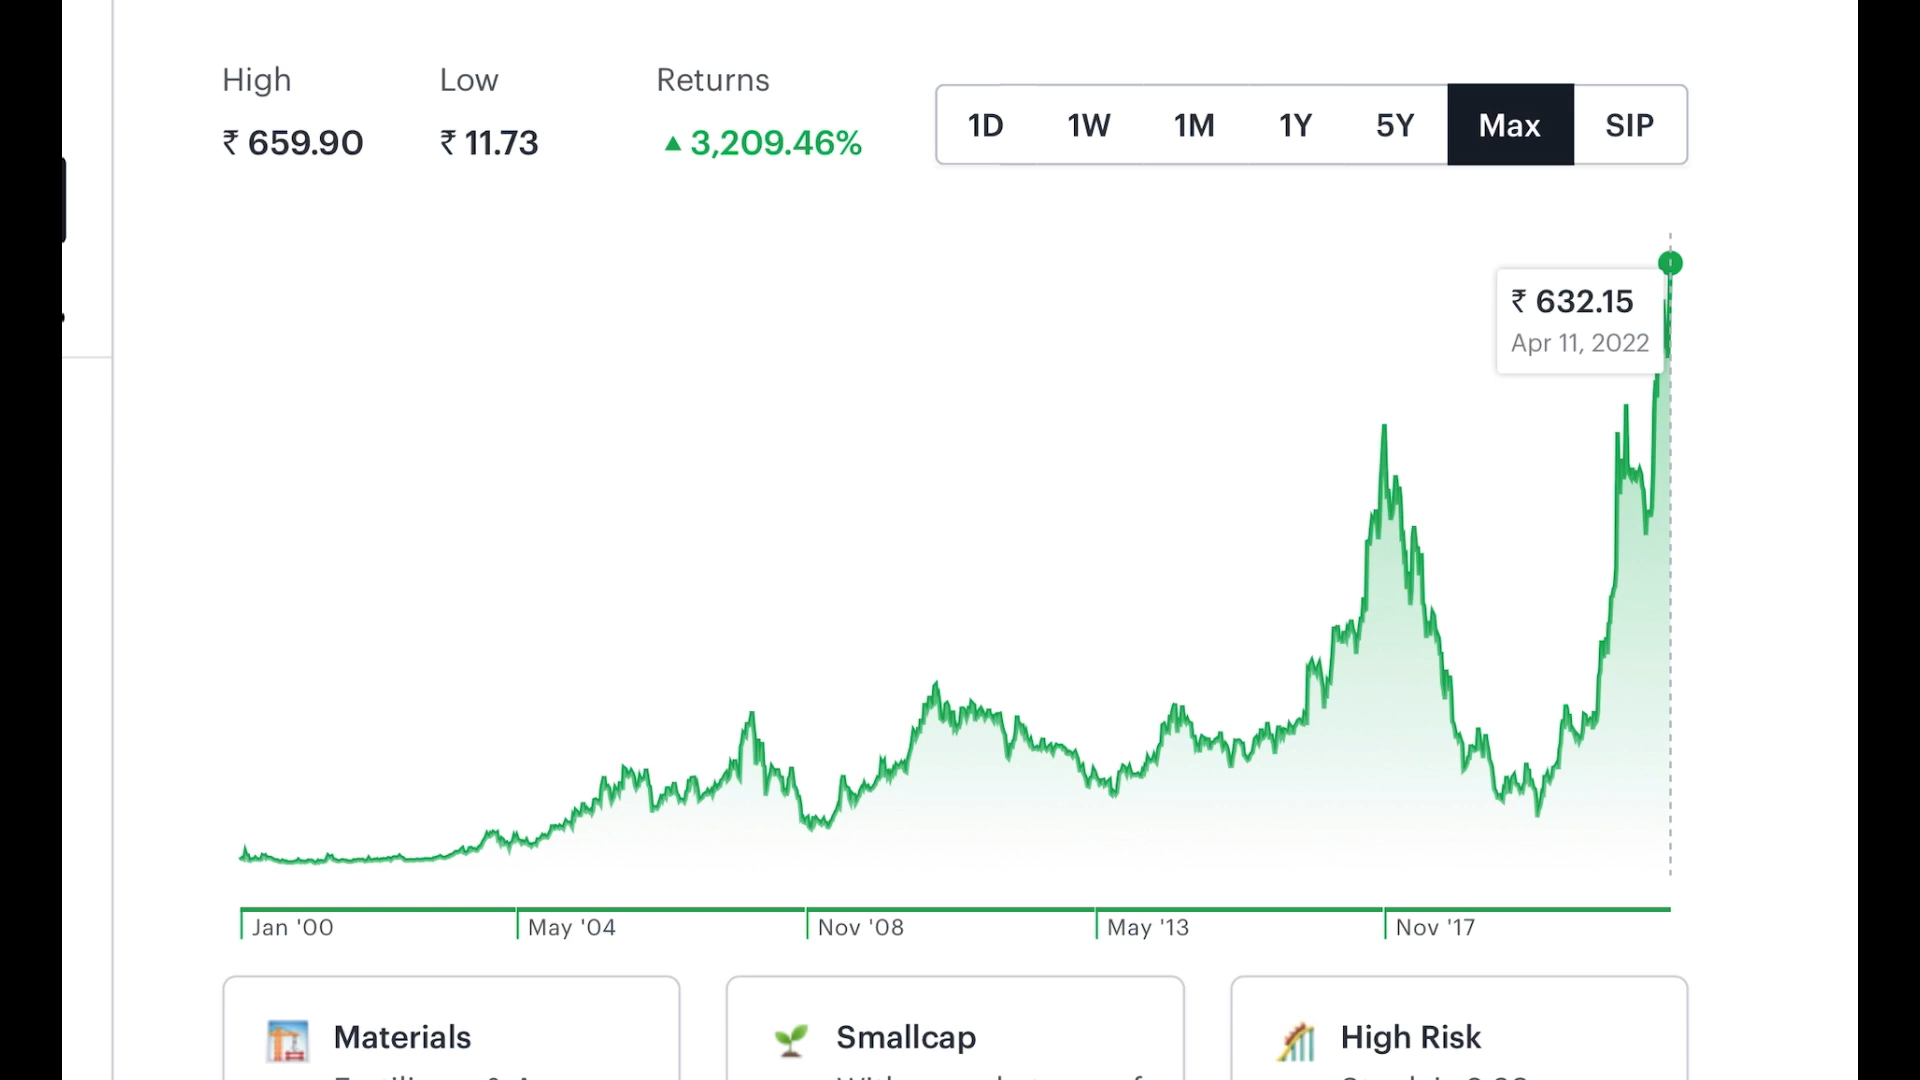 High Low Returns
₹ 659.90 ₹ 11.73 ▲ 3,209.46%
1D 1W 1M 1Y 5Y Max SIP
₹ 632.15
Apr 11, 2022
Jan '00 May '04 Nov '08 May '13 Nov '17
Materials Smallcap High Risk